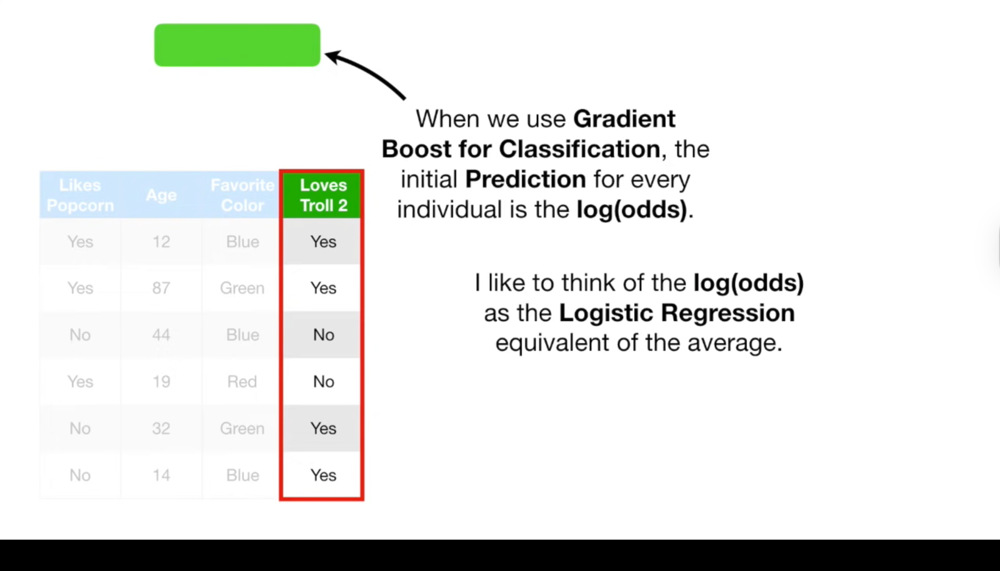 When we use Gradient
Boost for Classification, the
initial Prediction for every
individual is the log(odds).
I like to think of the log(odds)
as the Logistic Regression
equivalent of the average.
Likes Popcorn Age Favorite Color Loves Troll 2
Yes 12 Blue Yes
Yes 87 Green Yes
No 44 Blue No
Yes 19 Red No
No 32 Green Yes
No 14 Blue Yes